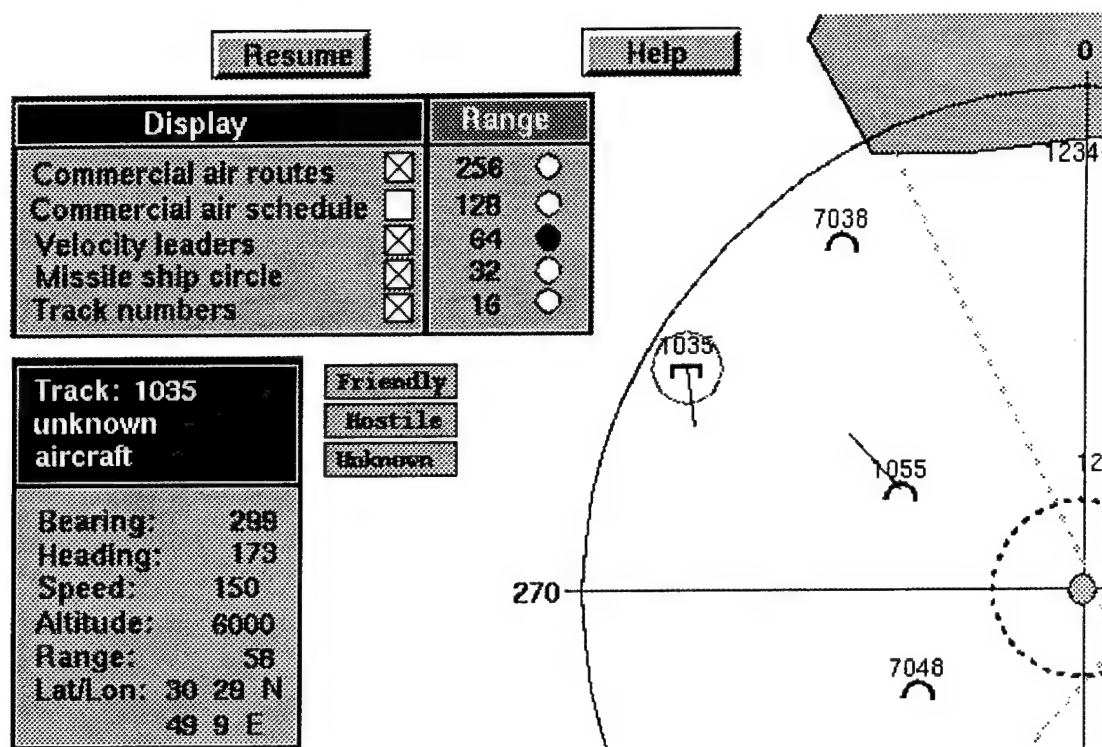 Resume
Help
Display
Range
Commercial air routes
256
Commercial air schedule
128
Velocity leaders
64
Missile ship circle
32
Track numbers
16
Track: 1035
unknown
aircraft
Bearing: 299
Heading: 173
Speed: 150
Altitude: 6000
Range: 58
Lat/Lon: 30 29 N
49 9 E
Friendly
Hostile
Unknown
0
1234
7038
1035
1055
12
270
7048